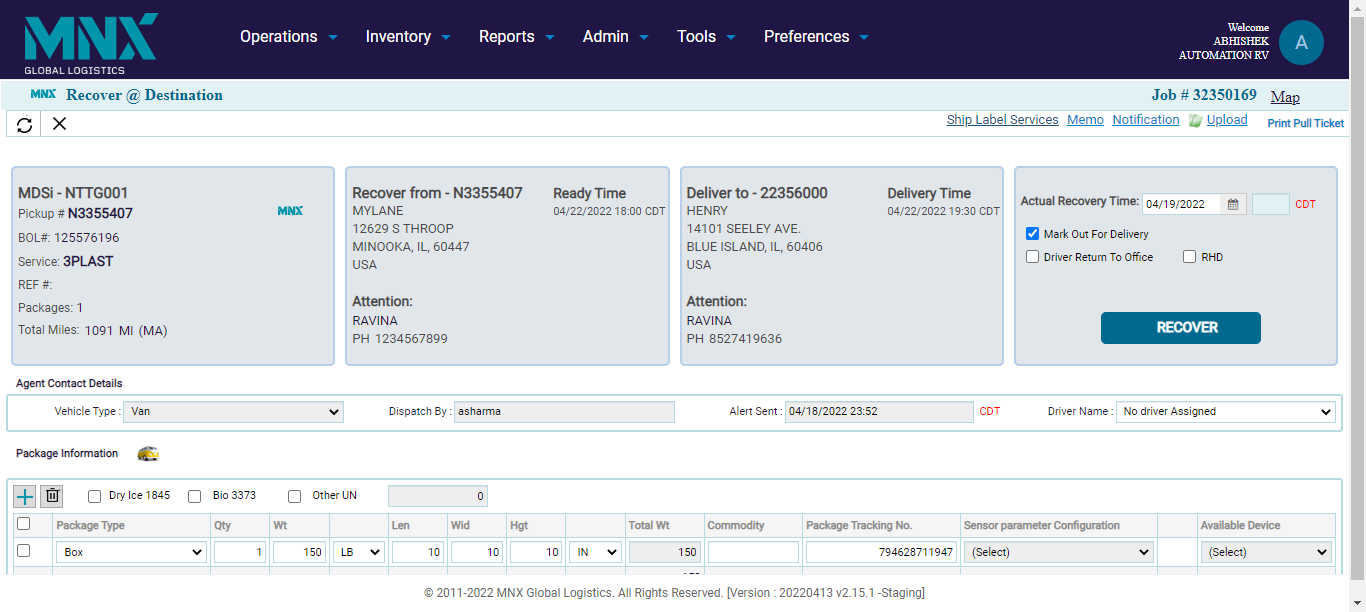 MNX
GLOBAL LOGISTICS
Operations Inventory Reports Admin Tools Preferences
Welcome
ABHISHEK
AUTOMATION RV
A
MNX Recover @ Destination
Job # 32350169 Map
Ship Label Services Memo Notification Upload Print Pull Ticket
MDSi - NTTG001
Pickup # N3355407
MNX
BOL#: 125576196
Service: 3PLAST
REF #:
Packages: 1
Total Miles: 1091 MI (MA)
Recover from - N3355407
Ready Time
MYLANE
04/22/2022 18:00 CDT
12629 S THROOP
MINOOKA, IL, 60447
USA
Attention:
RAVINA
PH 1234567899
Deliver to - 22356000
Delivery Time
HENRY
04/22/2022 19:30 CDT
14101 SEELEY AVE.
BLUE ISLAND, IL, 60406
USA
Attention:
RAVINA
PH 8527419636
Actual Recovery Time: 04/19/2022 CDT
Mark Out For Delivery
Driver Return To Office RHD
RECOVER
Agent Contact Details
Vehicle Type : Van Dispatch By : asharma Alert Sent : 04/18/2022 23:52 CDT Driver Name : No driver Assigned
Package Information
Dry Ice 1845 Bio 3373 Other UN 0
Package Type Qty Wt Len Wid Hgt Total Wt Commodity Package Tracking No. Sensor parameter Configuration Available Device
Box 1 150 LB 10 10 10 IN 150 794628711947 (Select) (Select)
© 2011-2022 MNX Global Logistics. All Rights Reserved. [Version : 20220413 v2.15.1 -Staging]